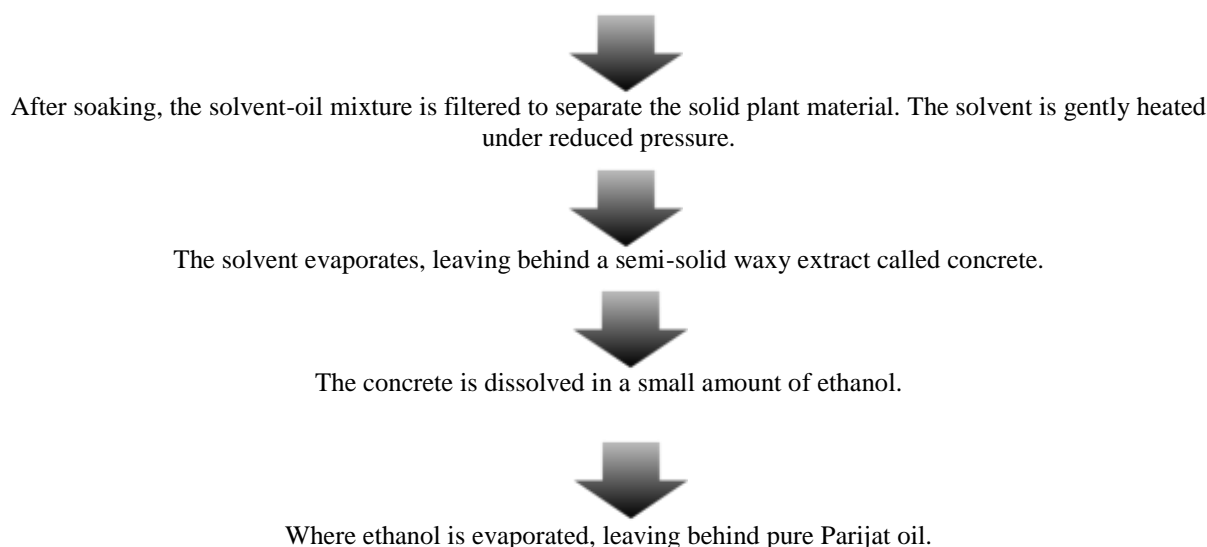 After soaking, the solvent-oil mixture is filtered to separate the solid plant material. The solvent is gently heated
under reduced pressure.
The solvent evaporates, leaving behind a semi-solid waxy extract called concrete.
The concrete is dissolved in a small amount of ethanol.
Where ethanol is evaporated, leaving behind pure Parijat oil.